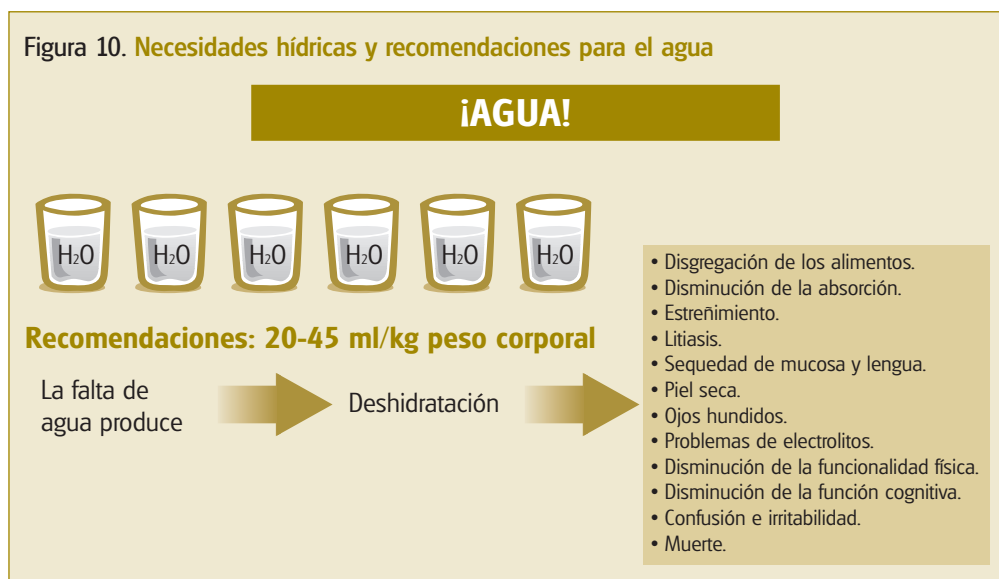 Figura 10. Necesidades hídricas y recomendaciones para el agua
¡AGUA!
H₂O H₂O H₂O H₂O H₂O H₂O
Recomendaciones: 20-45 ml/kg peso corporal
La falta de
agua produce
Deshidratación
• Disgregación de los alimentos.
• Disminución de la absorción.
• Estreñimiento.
• Litiasis.
• Sequedad de mucosa y lengua.
• Piel seca.
• Ojos hundidos.
• Problemas de electrolitos.
• Disminución de la funcionalidad física.
• Disminución de la función cognitiva.
• Confusión e irritabilidad.
• Muerte.